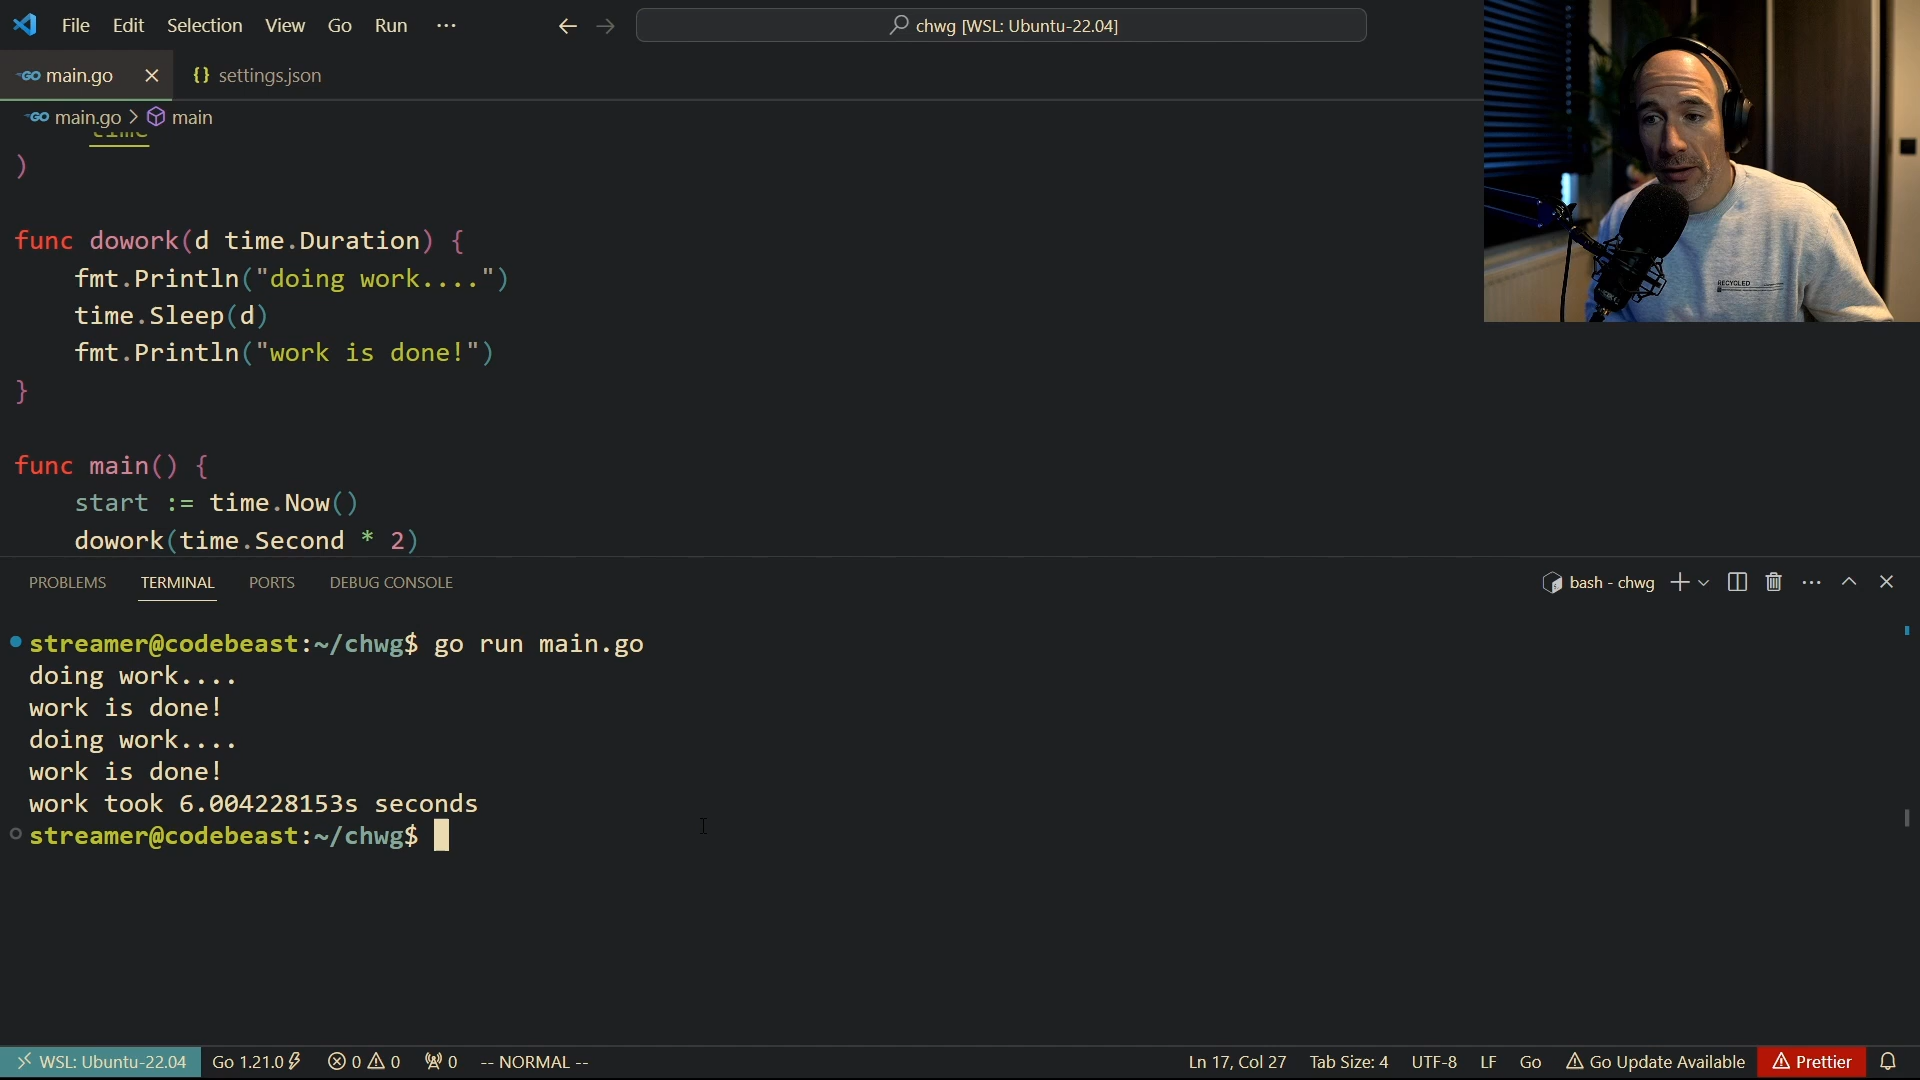 File Edit Selection View Go Run ···
chwg [WSL: Ubuntu-22.04]
main.go settings.json
main.go > main
time
)
func dowork(d time.Duration) {
fmt.Println("doing work....")
time.Sleep(d)
fmt.Println("work is done!")
}
func main() {
start := time.Now()
dowork(time.Second * 2)
PROBLEMS TERMINAL PORTS DEBUG CONSOLE
bash - chwg
streamer@codebeast:~/chwg$ go run main.go
doing work....
work is done!
doing work....
work is done!
work took 6.004228153s seconds
streamer@codebeast:~/chwg$
WSL: Ubuntu-22.04 Go 1.21.0 0 0 0 -- NORMAL -- Ln 17, Col 27 Tab Size: 4 UTF-8 LF Go Go Update Available Prettier
RECYCLED